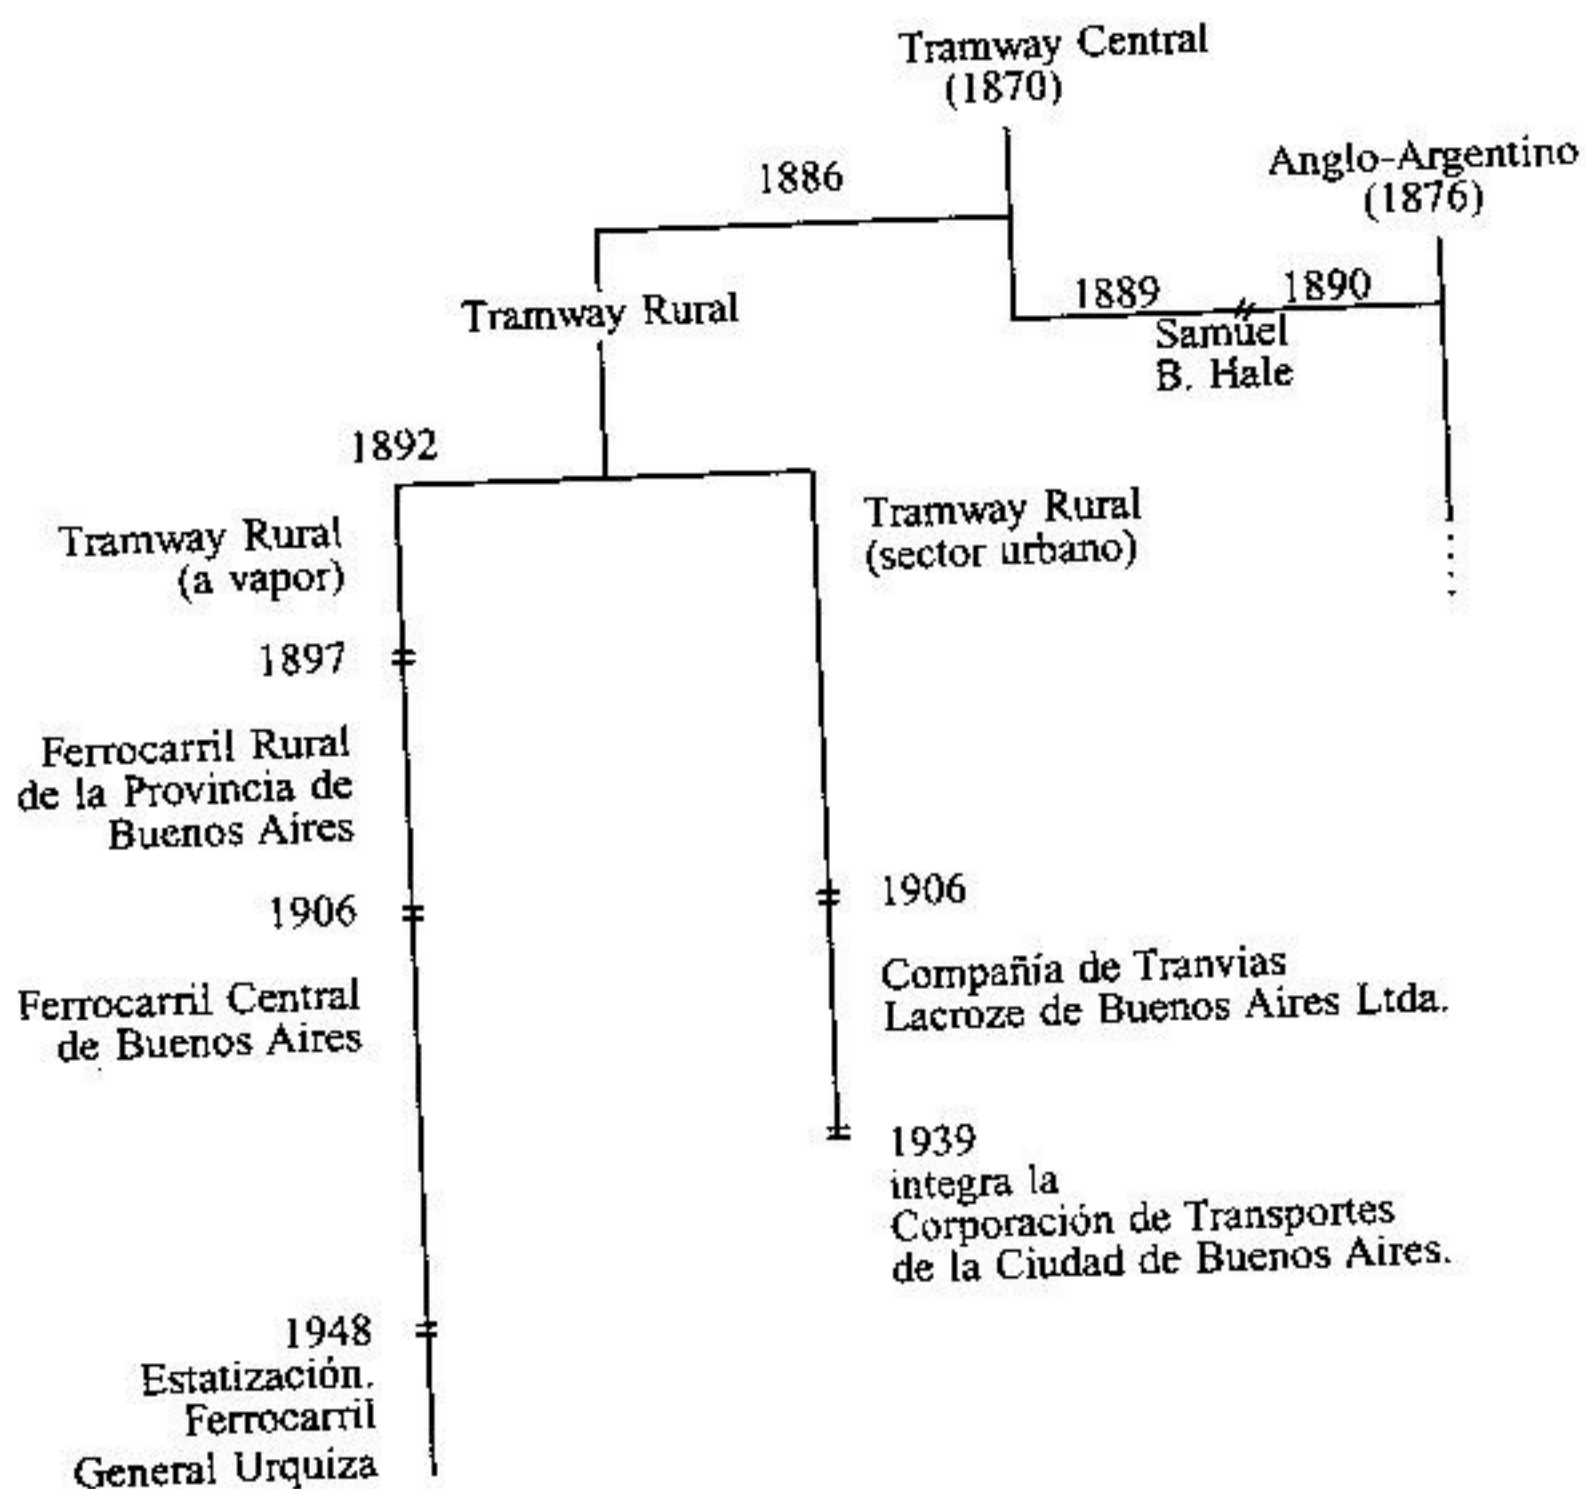 Tramway Central
(1870)
Anglo-Argentino
(1876)
1886
1889
1890
Samuel
B. Hale
Tramway Rural
1892
Tramway Rural
(a vapor)
Tramway Rural
(sector urbano)
1897
Ferrocarril Rural
de la Provincia de
Buenos Aires
1906
1906
Ferrocarril Central
de Buenos Aires
Compañía de Tranvias
Lacroze de Buenos Aires Ltda.
1939
integra la
Corporación de Transportes
de la Ciudad de Buenos Aires.
1948
Estatización.
Ferrocarril
General Urquiza